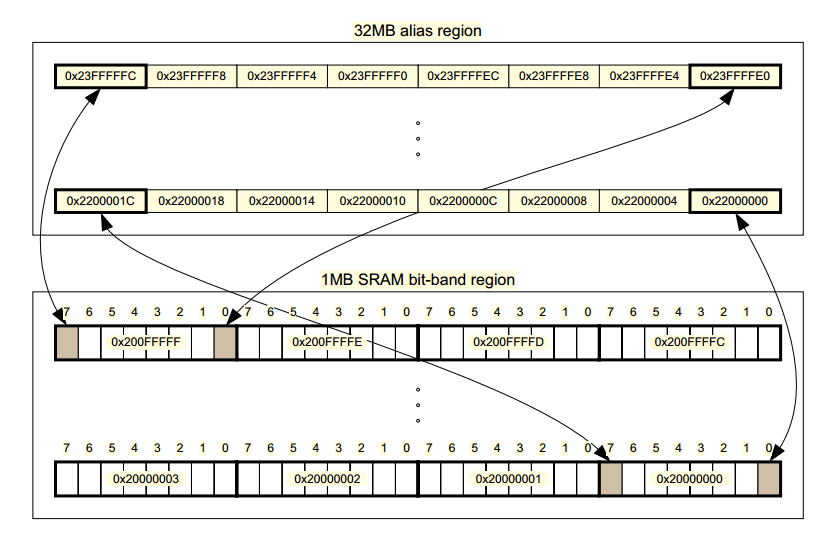 32MB alias region
0x23FFFFFC 0x23FFFFF8 0x23FFFFF4 0x23FFFFF0 0x23FFFFEC 0x23FFFFE8 0x23FFFFE4 0x23FFFFE0
0x2200001C 0x22000018 0x22000014 0x22000010 0x2200000C 0x22000008 0x22000004 0x22000000
1MB SRAM bit-band region
7 6 5 4 3 2 1 0 7 6 5 4 3 2 1 0 7 6 5 4 3 2 1 0 7 6 5 4 3 2 1 0
0x200FFFFF 0x200FFFFE 0x200FFFFD 0x200FFFFC
7 6 5 4 3 2 1 0 7 6 5 4 3 2 1 0 7 6 5 4 3 2 1 0 7 6 5 4 3 2 1 0
0x20000003 0x20000002 0x20000001 0x20000000